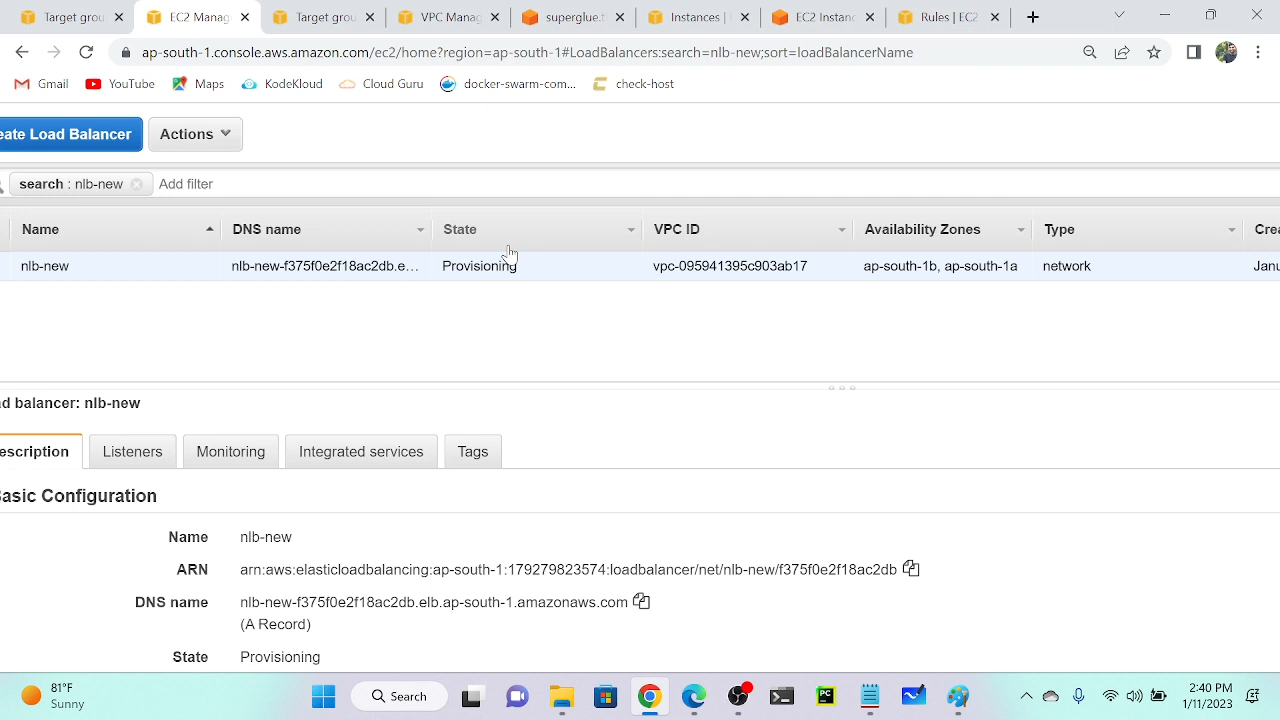 Target grou
EC2 Manag
Target grou
VPC Manag
superglue.t
Instances |
EC2 Instanc
Rules | EC2
ap-south-1.console.aws.amazon.com/ec2/home?region=ap-south-1#LoadBalancers:search=nlb-new;sort=loadBalancerName
Gmail YouTube Maps KodeKloud Cloud Guru docker-swarm-com... check-host
eate Load Balancer Actions
search : nlb-new Add filter
Name DNS name State VPC ID Availability Zones Type Crea
nlb-new nlb-new-f375f0e2f18ac2db.e... Provisioning vpc-095941395c903ab17 ap-south-1b, ap-south-1a network Janu
ad balancer: nlb-new
escription Listeners Monitoring Integrated services Tags
Basic Configuration
Name nlb-new
ARN arn:aws:elasticloadbalancing:ap-south-1:179279823574:loadbalancer/net/nlb-new/f375f0e2f18ac2db
DNS name nlb-new-f375f0e2f18ac2db.elb.ap-south-1.amazonaws.com
(A Record)
State Provisioning
81°F
Sunny
Search
PC
2:40 PM
1/11/2023